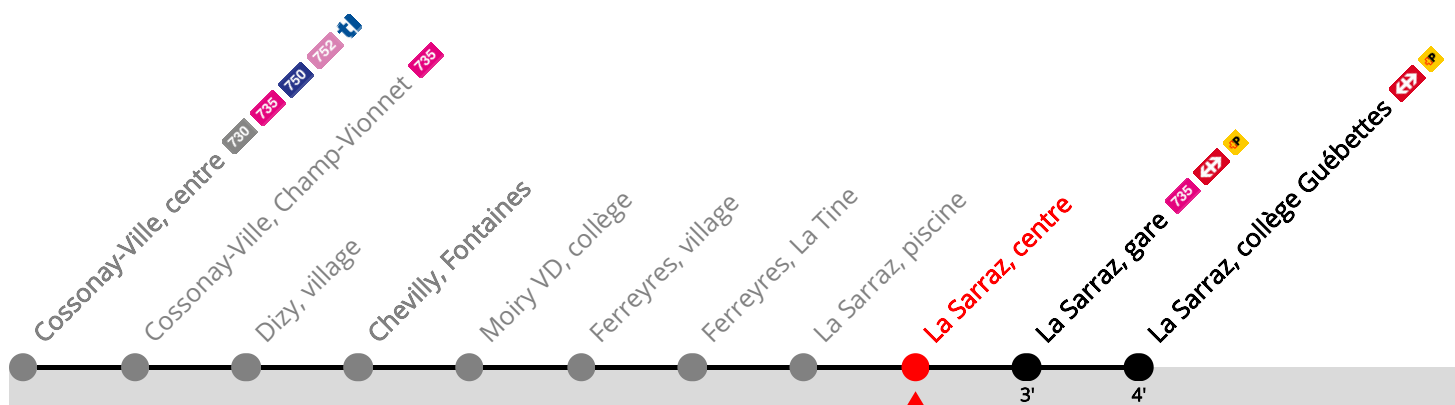 Cossonay-Ville, centre 730 735 750 752 tl
Cossonay-Ville, Champ-Vionnet 735
Dizy, village
Chevilly, Fontaines
Moiry VD, collège
Ferreyres, village
Ferreyres, La Tine
La Sarraz, piscine
La Sarraz, centre
La Sarraz, gare 735 P
La Sarraz, collège Guébettes P
3'
4'